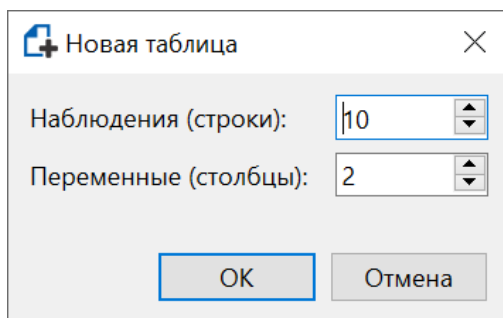 Новая таблица
Наблюдения (строки): 10
Переменные (столбцы): 2
OK Отмена